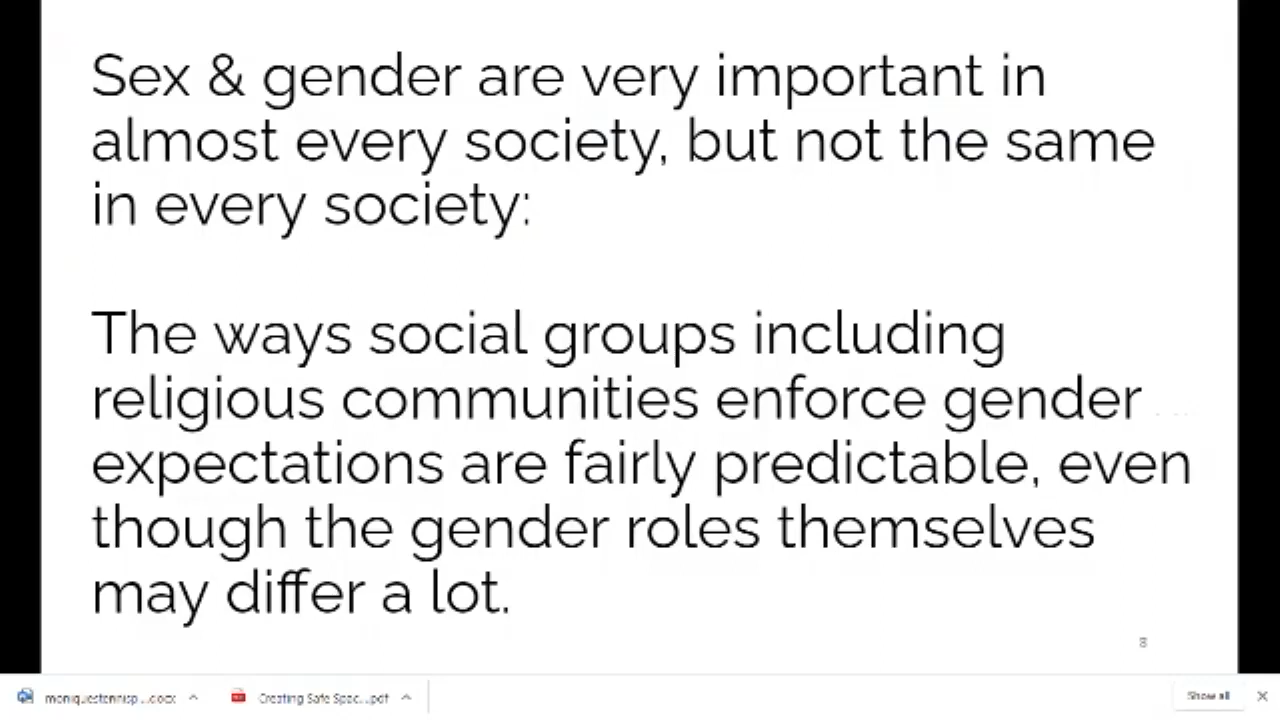 Sex & gender are very important in
almost every society, but not the same
in every society:
The ways social groups including
religious communities enforce gender
expectations are fairly predictable, even
though the gender roles themselves
may differ a lot.
8
moniquestennisp...docx
Creating Safe Spac...pdf
Show all